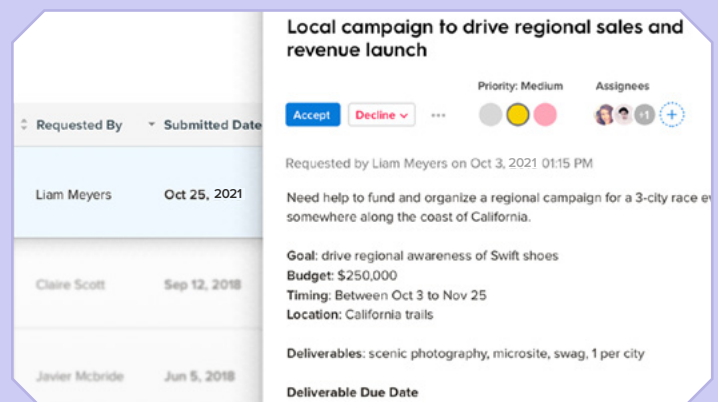 Requested By
Submitted Date
Liam Meyers
Oct 25, 2021
Claire Scott
Sep 12, 2018
Javier Mcbride
Jun 5, 2018
Local campaign to drive regional sales and
revenue launch
Priority: Medium
Assignees
Accept
Decline
+1
Requested by Liam Meyers on Oct 3, 2021 01:15 PM
Need help to fund and organize a regional campaign for a 3-city race
somewhere along the coast of California.
Goal: drive regional awareness of Swift shoes
Budget: $250,000
Timing: Between Oct 3 to Nov 25
Location: California trails
Deliverables: scenic photography, microsite, swag, 1 per city
Deliverable Due Date